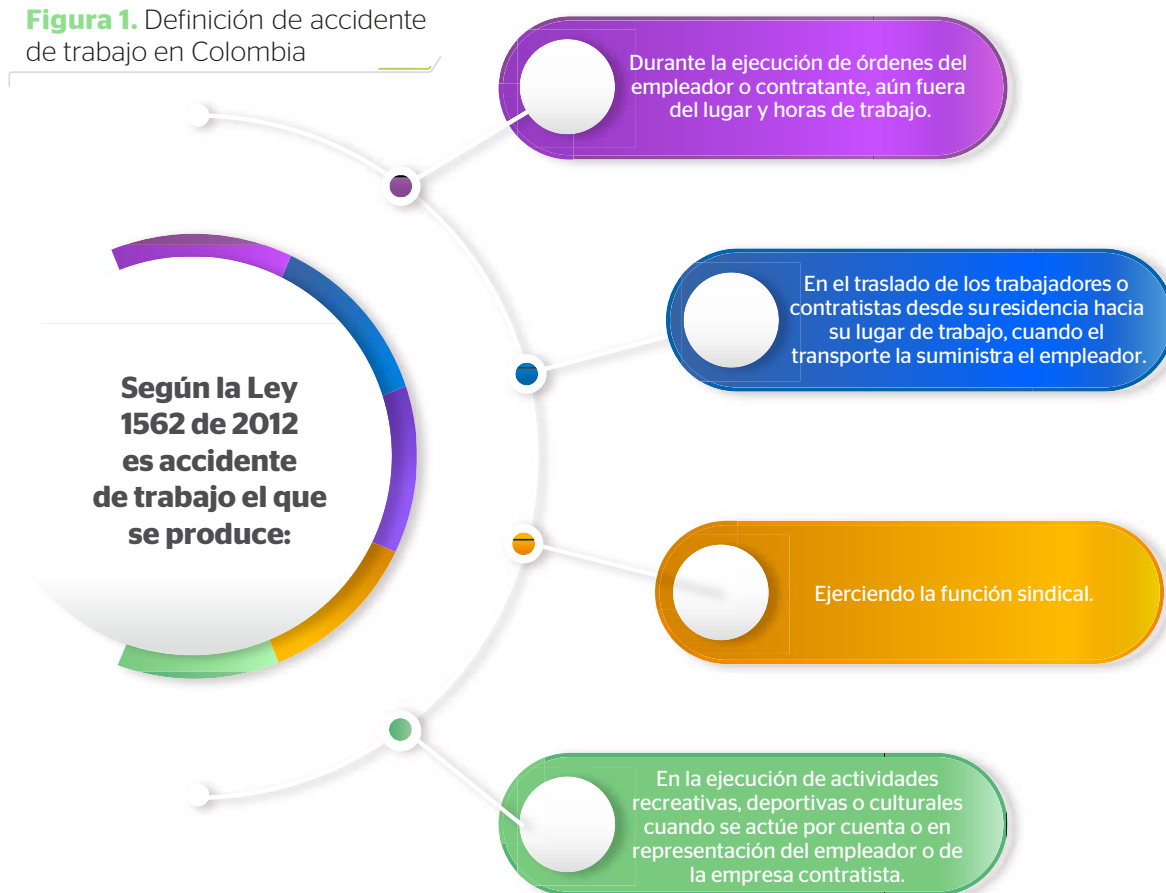 Figura 1. Definición de accidente
de trabajo en Colombia
Según la Ley
1562 de 2012
es accidente
de trabajo el que
se produce:
Durante la ejecución de órdenes del
empleador o contratante, aún fuera
del lugar y horas de trabajo.
En el traslado de los trabajadores o
contratistas desde su residencia hacia
su lugar de trabajo, cuando el
transporte la suministra el empleador.
Ejerciendo la función sindical.
En la ejecución de actividades
recreativas, deportivas o culturales
cuando se actúe por cuenta o en
representación del empleador o de
la empresa contratista.